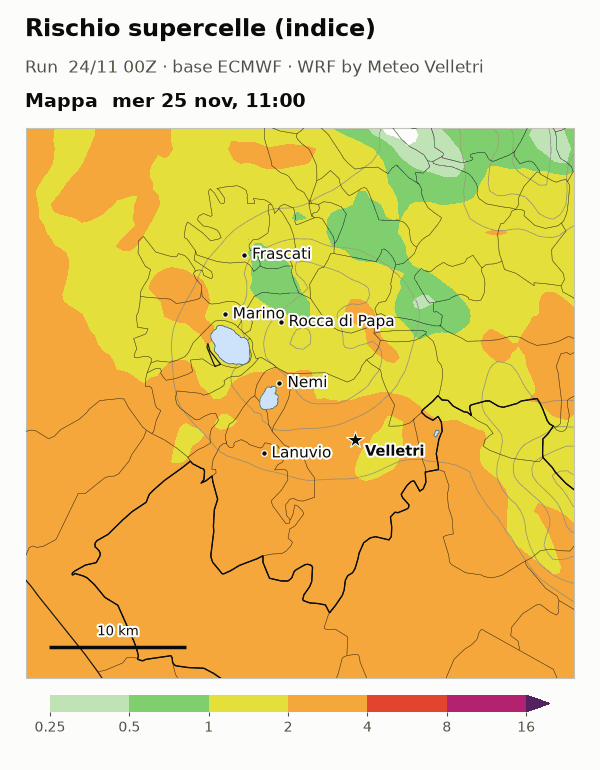 Rischio supercelle (indice)
Run  24/11 00Z · base ECMWF · WRF by Meteo Velletri
Mappa  mer 25 nov, 11:00
Frascati
Marino
Rocca di Papa
Nemi
Velletri
Lanuvio
10 km
0.25 0.5 1 2 4 8 16